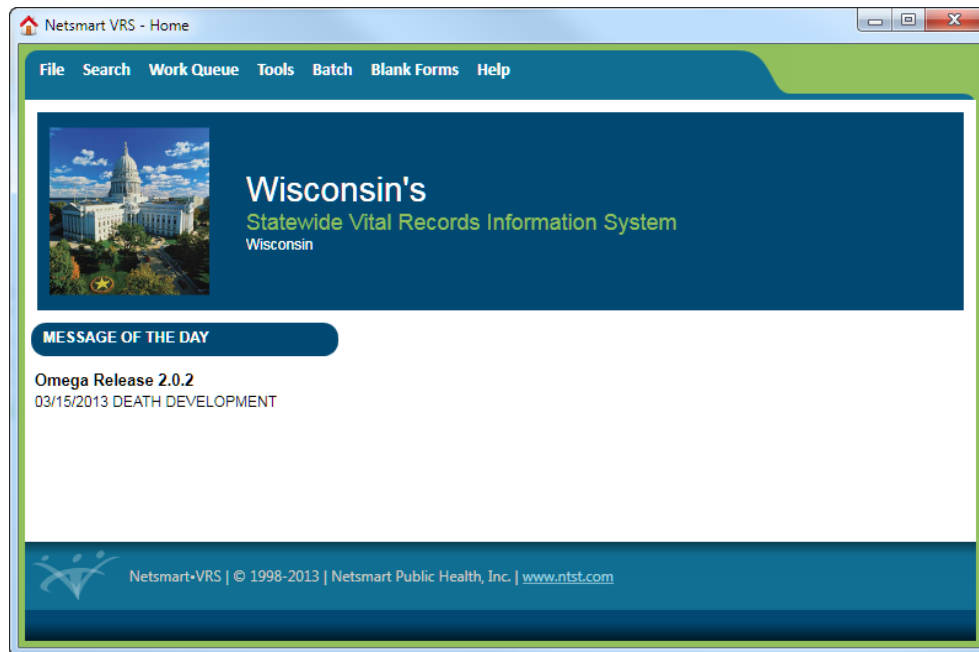 Netsmart VRS - Home
File Search Work Queue Tools Batch Blank Forms Help
Wisconsin's
Statewide Vital Records Information System
Wisconsin
MESSAGE OF THE DAY
Omega Release 2.0.2
03/15/2013 DEATH DEVELOPMENT
Netsmart•VRS | © 1998-2013 | Netsmart Public Health, Inc. | www.ntst.com